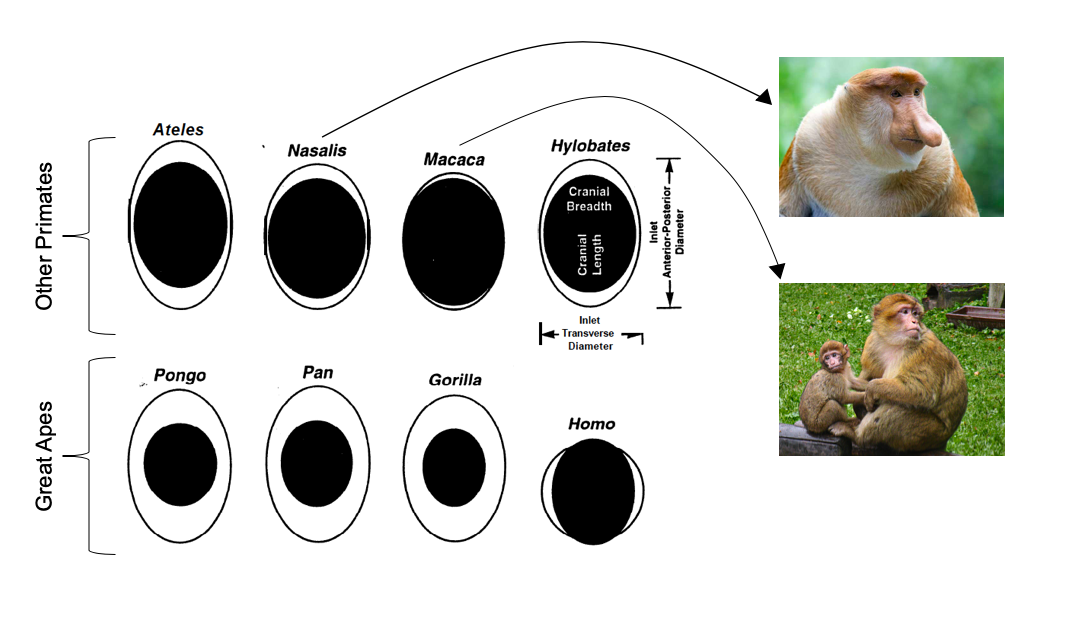 Other Primates
Ateles
Nasalis
Macaca
Hylobates
Cranial
Breadth
Cranial
Length
Inlet
Anterior-Posterior
Diameter
Inlet
Transverse
Diameter
Great Apes
Pongo
Pan
Gorilla
Homo